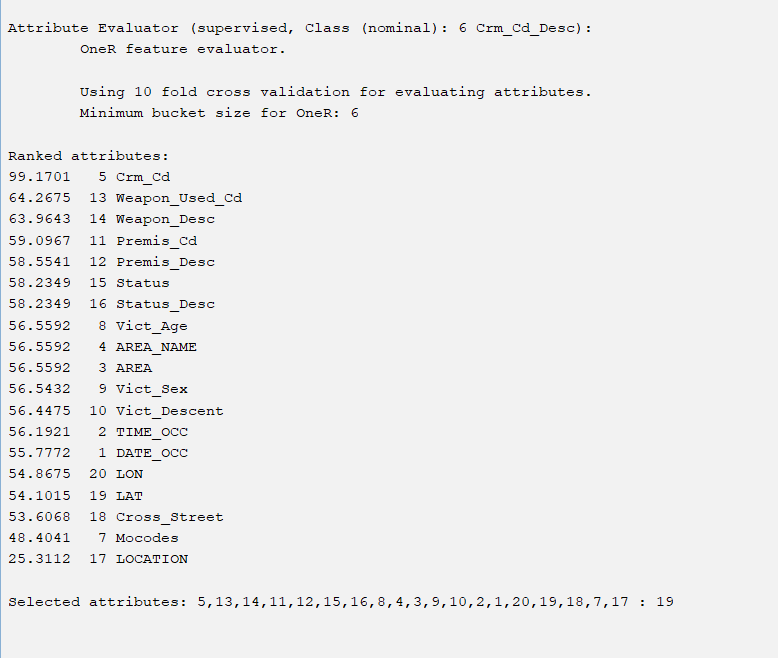 Attribute Evaluator (supervised, Class (nominal): 6 Crm_Cd_Desc):
OneR feature evaluator.
Using 10 fold cross validation for evaluating attributes.
Minimum bucket size for OneR: 6
Ranked attributes:
99.1701 5 Crm_Cd
64.2675 13 Weapon_Used_Cd
63.9643 14 Weapon_Desc
59.0967 11 Premis_Cd
58.5541 12 Premis_Desc
58.2349 15 Status
58.2349 16 Status_Desc
56.5592 8 Vict_Age
56.5592 4 AREA_NAME
56.5592 3 AREA
56.5432 9 Vict_Sex
56.4475 10 Vict_Descent
56.1921 2 TIME_OCC
55.7772 1 DATE_OCC
54.8675 20 LON
54.1015 19 LAT
53.6068 18 Cross_Street
48.4041 7 Mocodes
25.3112 17 LOCATION
Selected attributes: 5,13,14,11,12,15,16,8,4,3,9,10,2,1,20,19,18,7,17 : 19